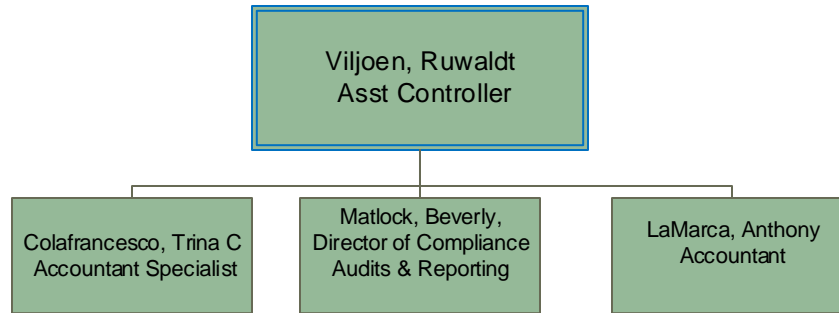 Viljoen, Ruwaldt
Asst Controller
Colafrancesco, Trina C
Accountant Specialist
Matlock, Beverly,
Director of Compliance
Audits & Reporting
LaMarca, Anthony
Accountant